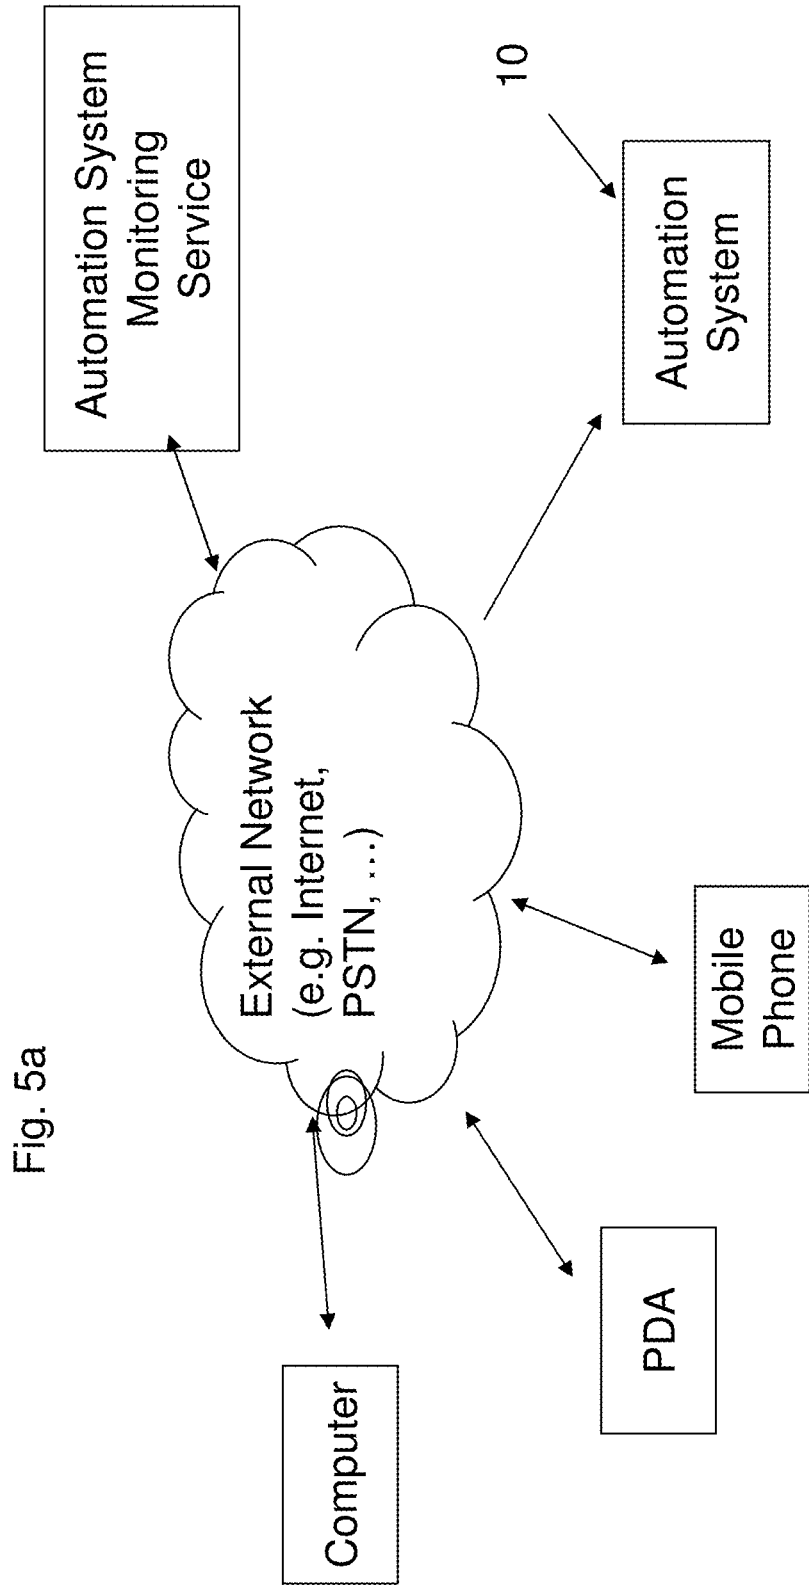 Fig. 5a
Computer
External Network
(e.g. Internet,
PSTN, ...)
Automation System
Monitoring
Service
PDA
Mobile
Phone
Automation
System
10